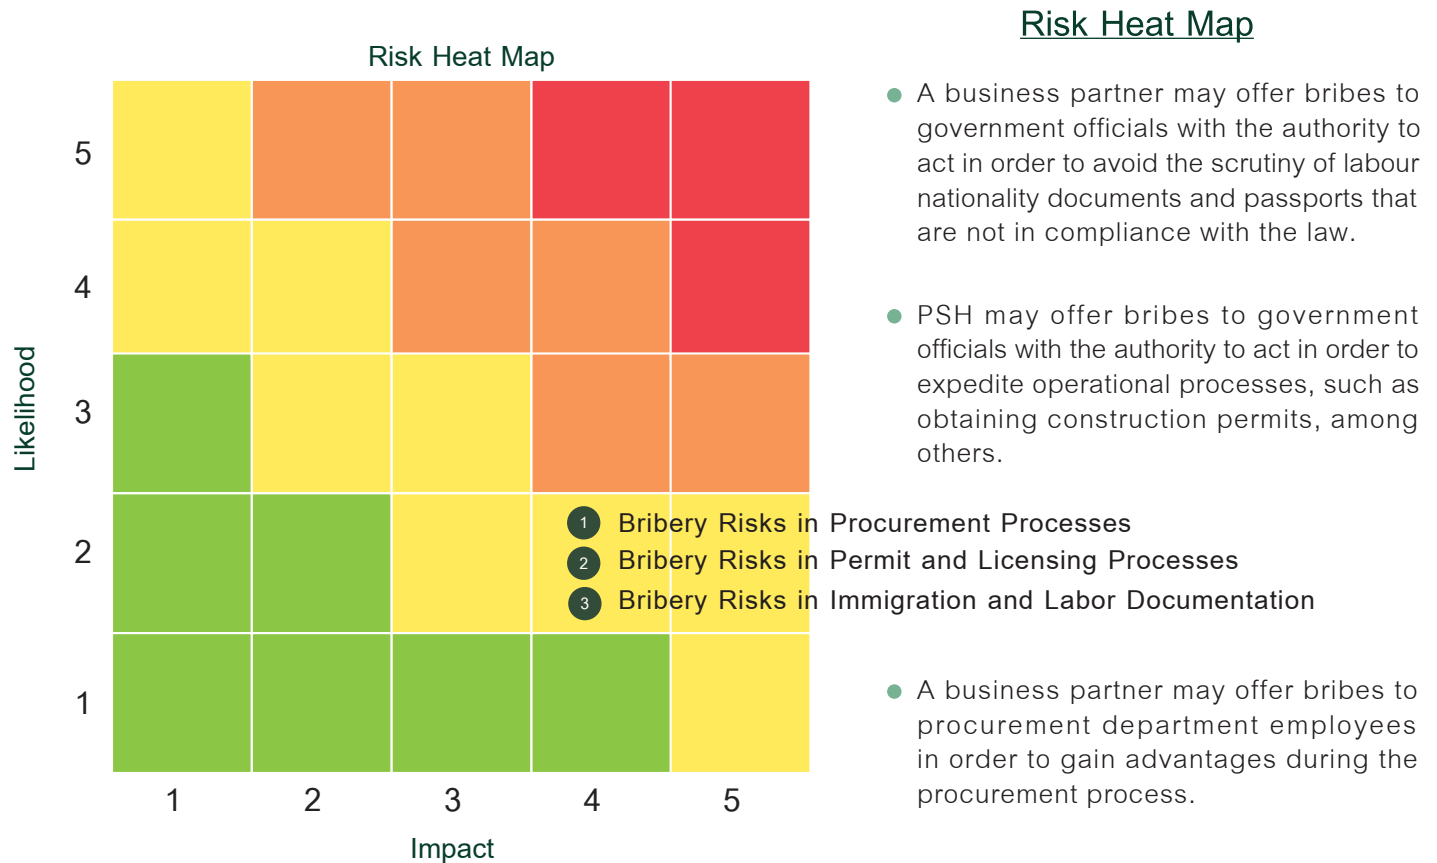 Risk Heat Map
5
4
3
2
1
Likelihood
1
2
3
4
5
Impact
1 Bribery Risks in Procurement Processes
2 Bribery Risks in Permit and Licensing Processes
3 Bribery Risks in Immigration and Labor Documentation
Risk Heat Map
A business partner may offer bribes to
government officials with the authority to
act in order to avoid the scrutiny of labour
nationality documents and passports that
are not in compliance with the law.
PSH may offer bribes to government
officials with the authority to act in order to
expedite operational processes, such as
obtaining construction permits, among
others.
A business partner may offer bribes to
procurement department employees
in order to gain advantages during the
procurement process.